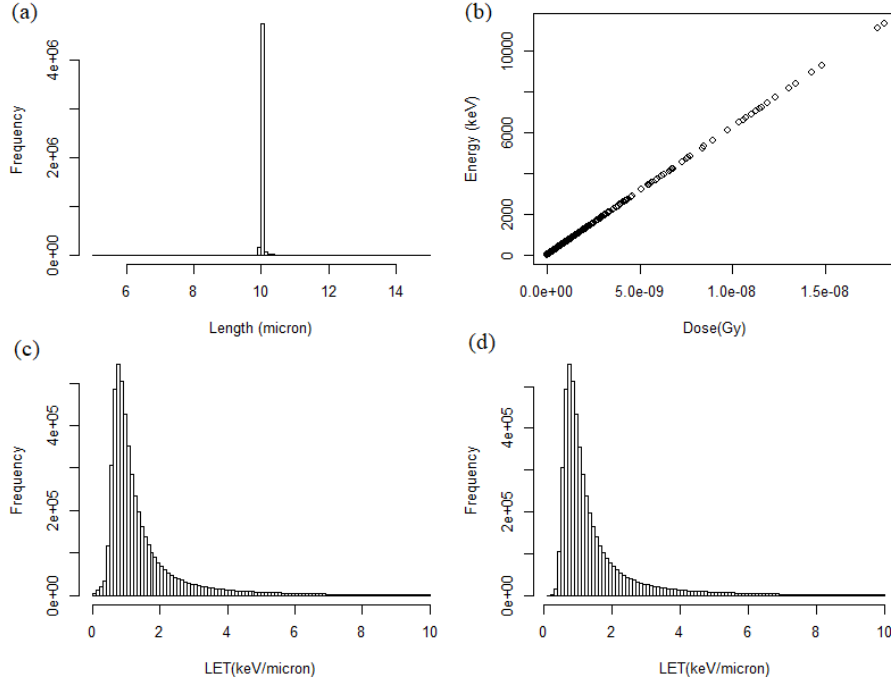 (a)
Frequency
0e+00 2e+06 4e+06
6 8 10 12 14
Length (micron)
(b)
Energy (keV)
0 2000 6000 10000
0.0e+00 5.0e-09 1.0e-08 1.5e-08
Dose(Gy)
(c)
Frequency
0e+00 2e+05 4e+05
0 2 4 6 8 10
LET(keV/micron)
(d)
Frequency
0e+00 2e+05 4e+05
0 2 4 6 8 10
LET(keV/micron)